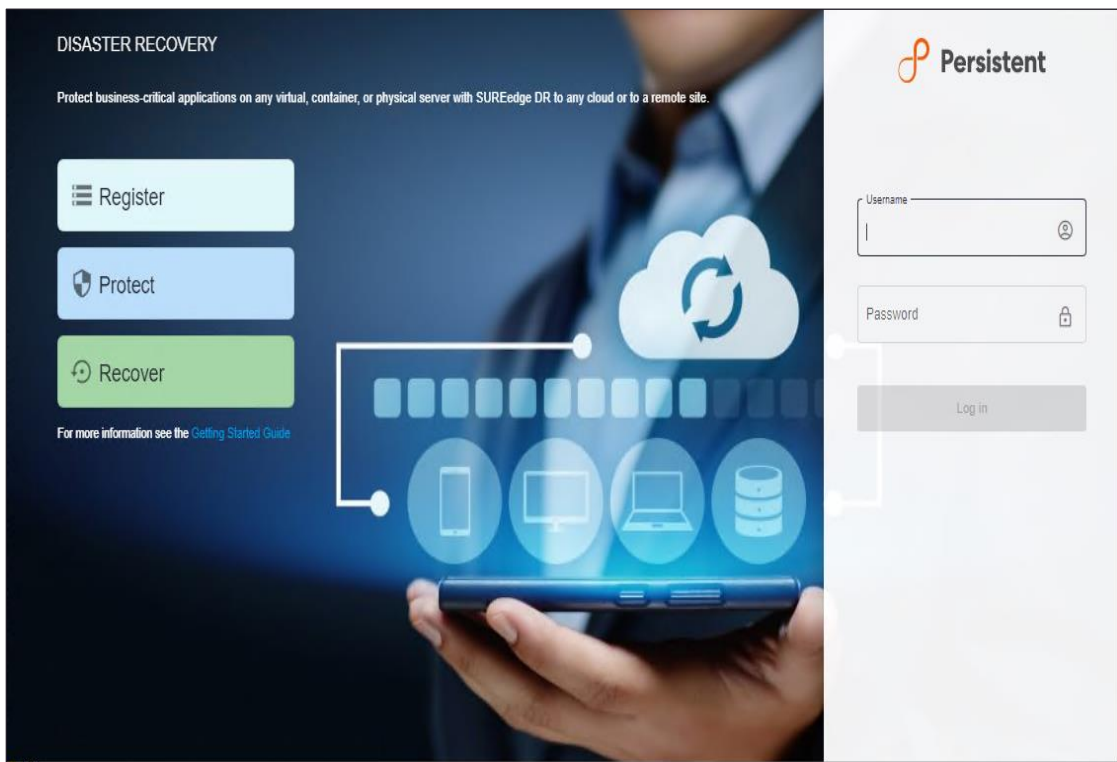 DISASTER RECOVERY
Protect business-critical applications on any virtual, container, or physical server with SUREedge DR to any cloud or to a remote site.
Register
Protect
Recover
For more information see the Getting Started Guide
Persistent
Username
Password
Log in